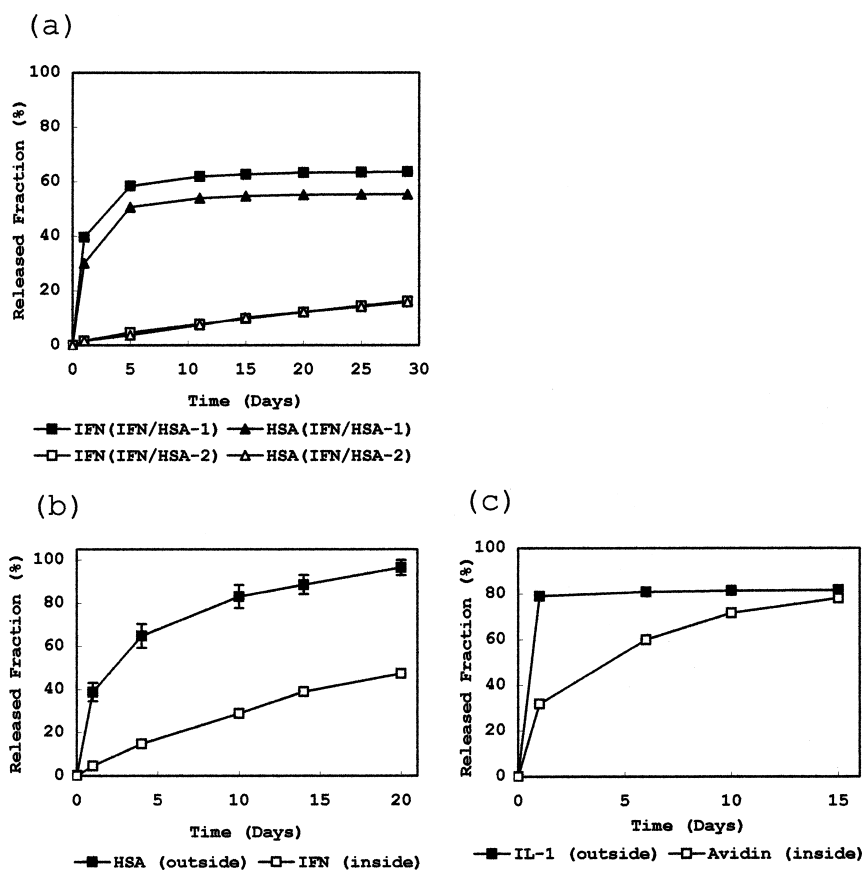 (a)
Released Fraction (%)
100
80
60
40
20
0
0 5 10 15 20 25 30
Time (Days)
IFN(IFN/HSA-1) HSA(IFN/HSA-1)
IFN(IFN/HSA-2) HSA(IFN/HSA-2)
(b)
Released Fraction (%)
100
80
60
40
20
0
0 5 10 15 20
Time (Days)
HSA (outside) IFN (inside)
(c)
Released Fraction (%)
100
80
60
40
20
0
0 5 10 15
Time (Days)
IL-1 (outside) Avidin (inside)